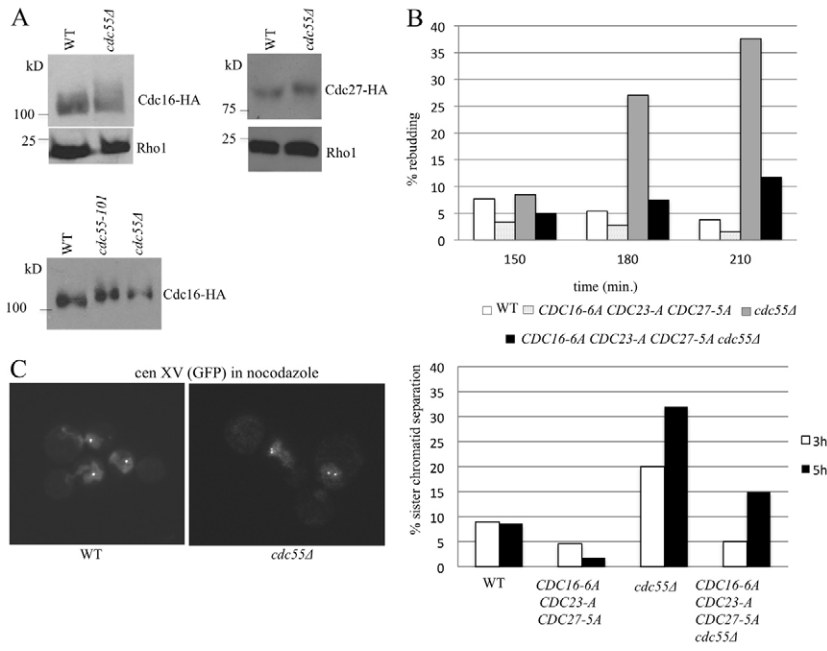 A
B
WT
cdc55Δ
kD
100
Cdc16-HA
25
Rho1
WT
cdc55Δ
kD
75
Cdc27-HA
25
Rho1
WT
cdc55-101
cdc55Δ
kD
100
Cdc16-HA
% rebudding
40
35
30
25
20
15
10
5
0
150
180
210
time (min.)
WT CDC16-6A CDC23-A CDC27-5A cdc55Δ
CDC16-6A CDC23-A CDC27-5A cdc55Δ
C
cen XV (GFP) in nocodazole
WT
cdc55Δ
% sister chromatid separation
40
35
30
25
20
15
10
5
0
3h
5h
WT
CDC16-6A
CDC23-A
CDC27-5A
cdc55Δ
CDC16-6A
CDC23-A
CDC27-5A
cdc55Δ